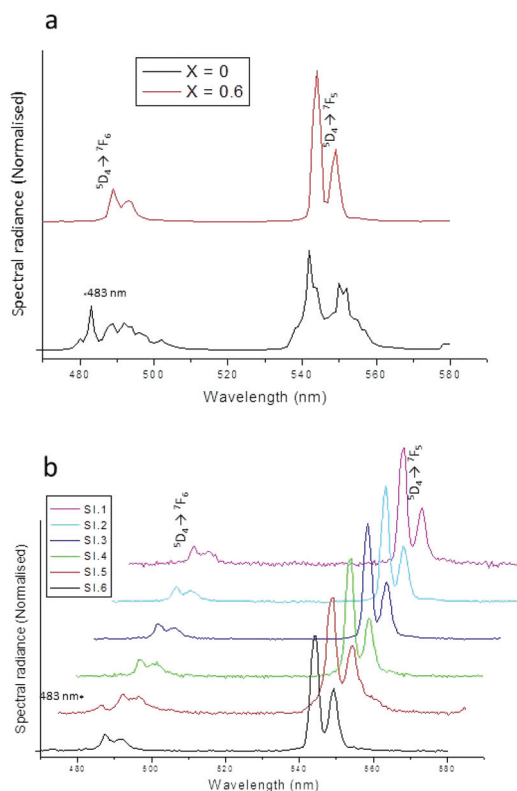 a
X = 0
X = 0.6
⁵D₄→ ⁷F₆
⁵D₄→ ⁷F₅
Spectral radiance (Normalised)
*483 nm
480
500
520
540
560
580
Wavelength (nm)
b
SI.1
SI.2
SI.3
SI.4
SI.5
SI.6
⁵D₄→ ⁷F₆
⁵D₄→ ⁷F₅
Spectral radiance (Normalised)
483 nm*
480
500
520
540
560
580
Wavelength (nm)